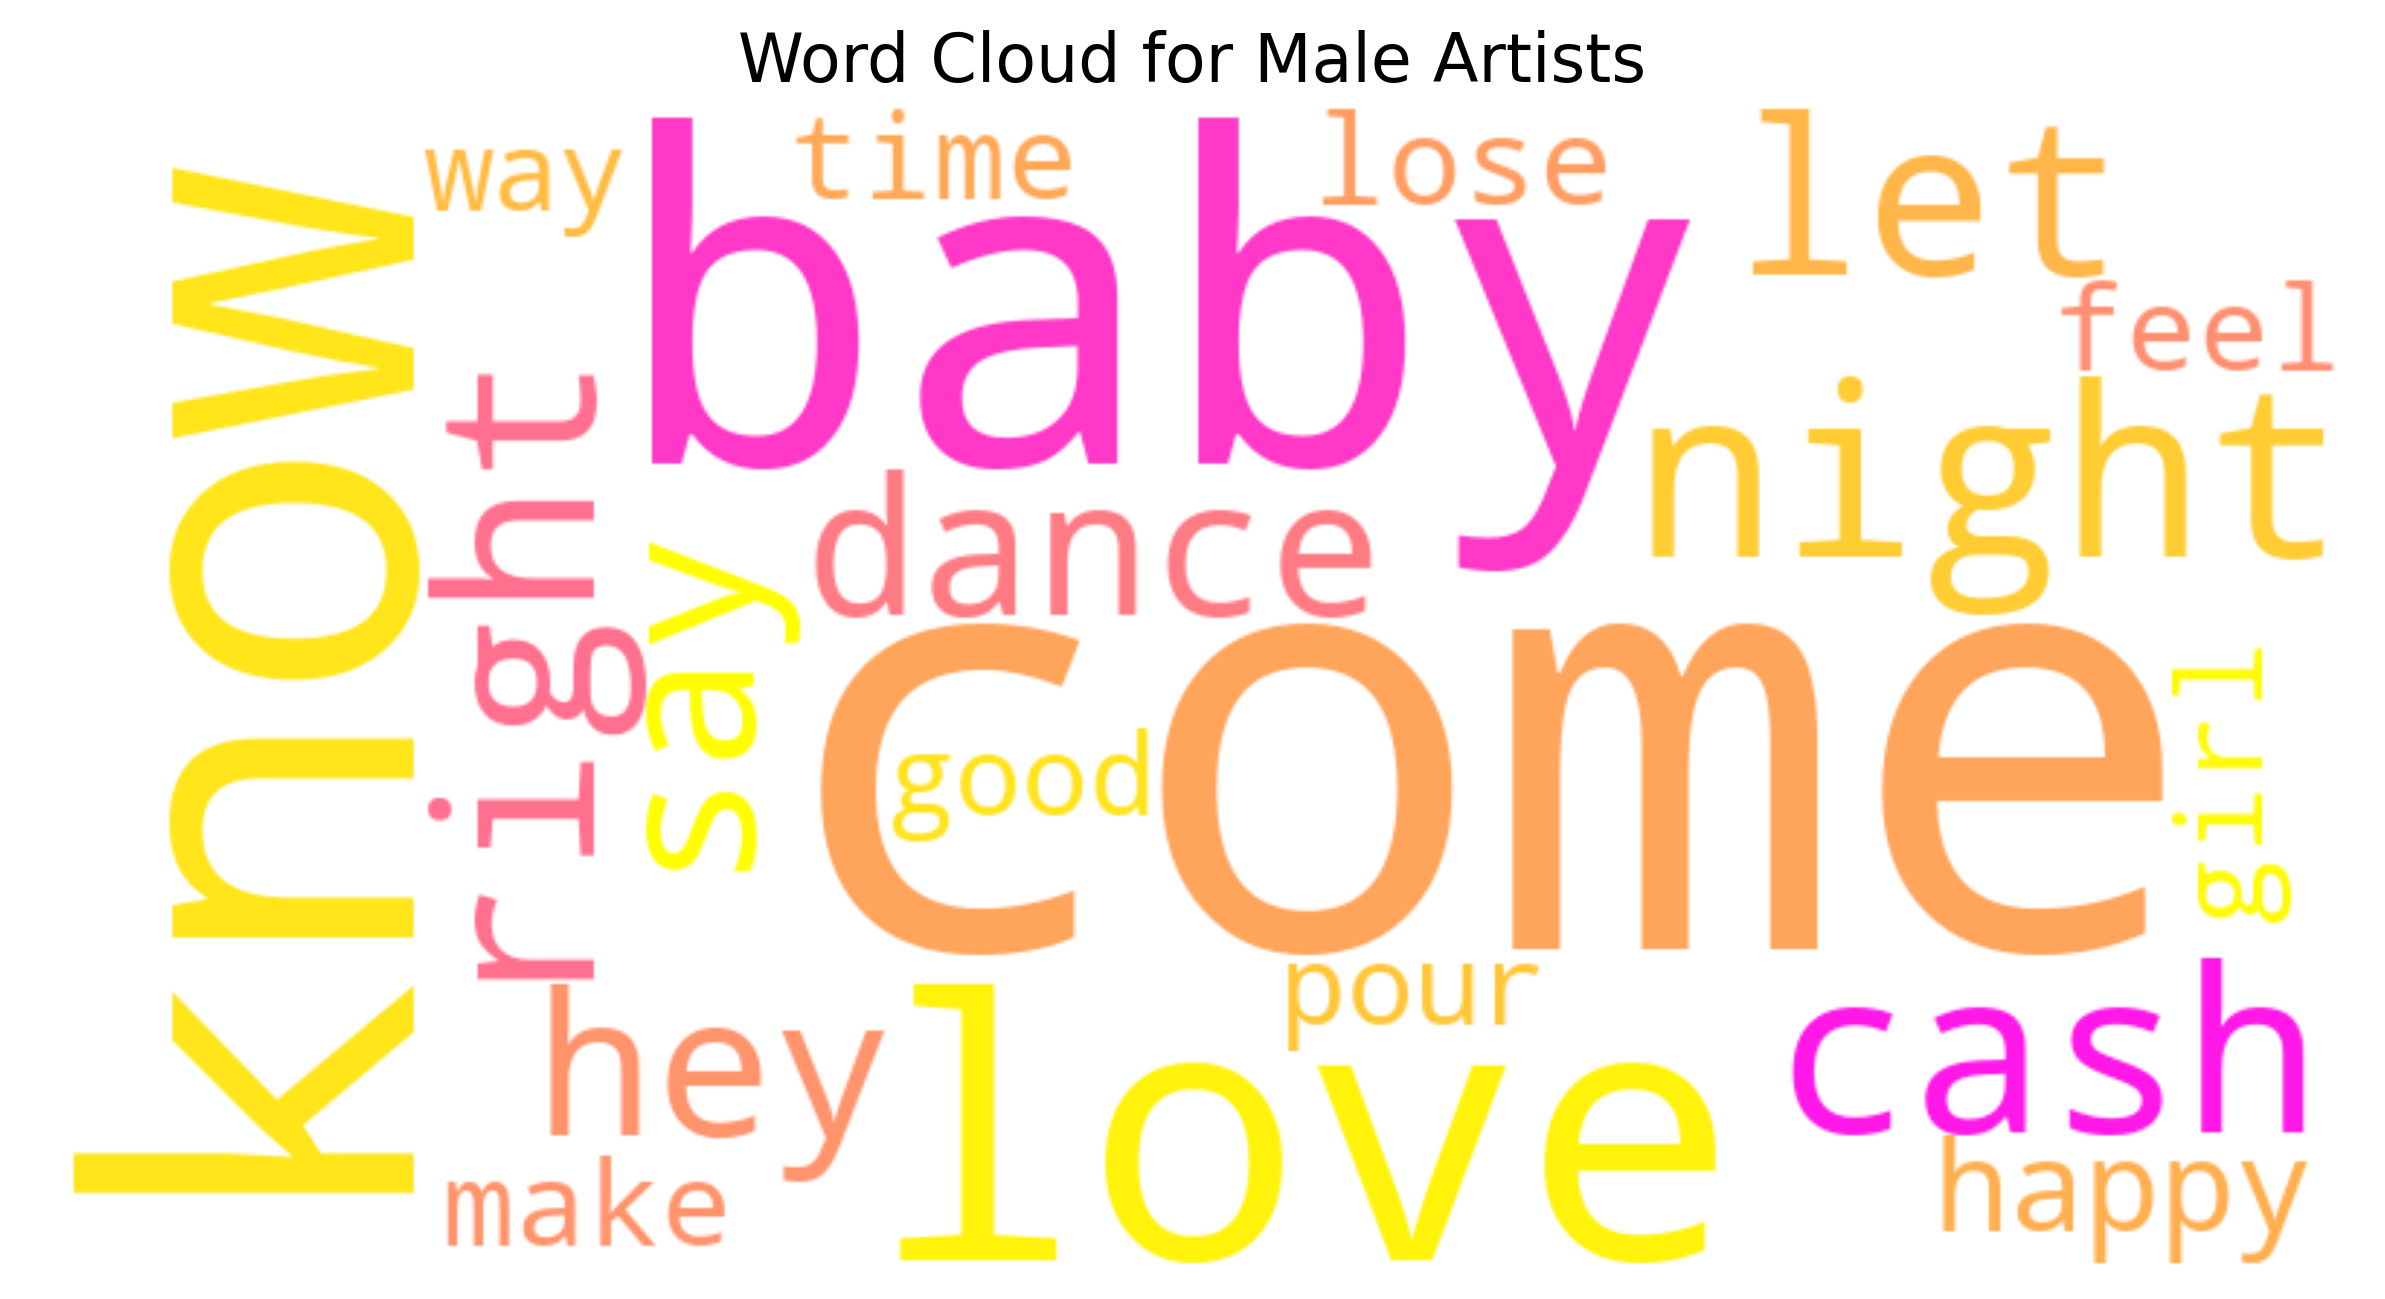 Word Cloud for Male Artists
way
time
lose
let
baby
feel
know
right
night
dance
say
come
good
girl
pour
hey
love
cash
make
happy